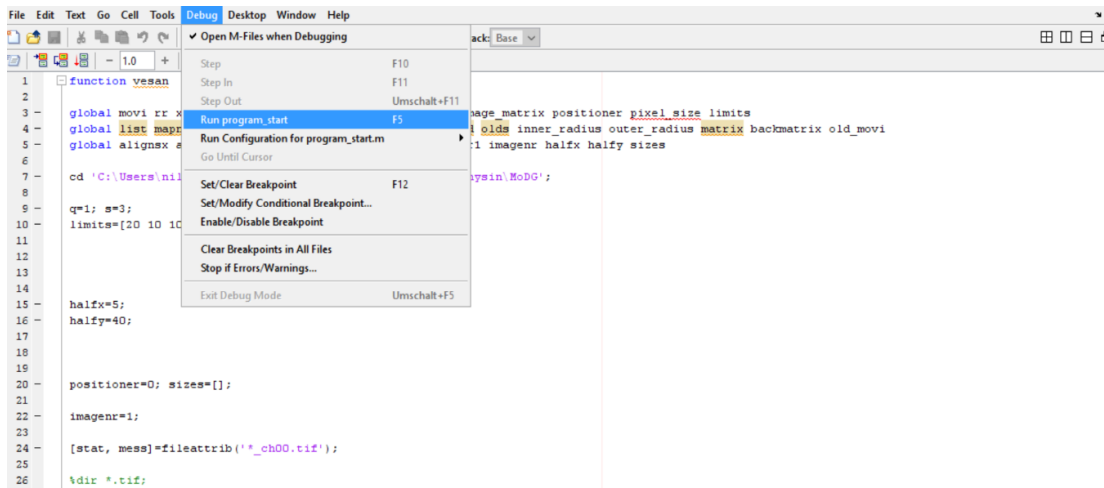 File Edit Text Go Cell Tools Debug Desktop Window Help
Open M-Files when Debugging
ack: Base
1.0
Step F10
Step In F11
Step Out Umschalt+F11
Run program_start F5
Run Configuration for program_start.m
Go Until Cursor
Set/Clear Breakpoint F12
Set/Modify Conditional Breakpoint...
Enable/Disable Breakpoint
Clear Breakpoints in All Files
Stop if Errors/Warnings...
Exit Debug Mode Umschalt+F5
1 function vesan
2
3 global movi rr x age_matrix positioner pixel_size limits
4 global list mapr olds inner_radius outer_radius matrix backmatrix old_movi
5 global alignsx a 1 imagenr halfx halfy sizes
6
7 cd 'C:\Users\nil ysin\MoDG';
8
9 q=1; s=3;
10 limits=[20 10 10
11
12
13
14
15 halfx=5;
16 halfy=40;
17
18
19
20 positioner=0; sizes=[];
21
22 imagenr=1;
23
24 [stat, mess]=fileattrib('*_ch00.tif');
25
26 %dir *.tif;